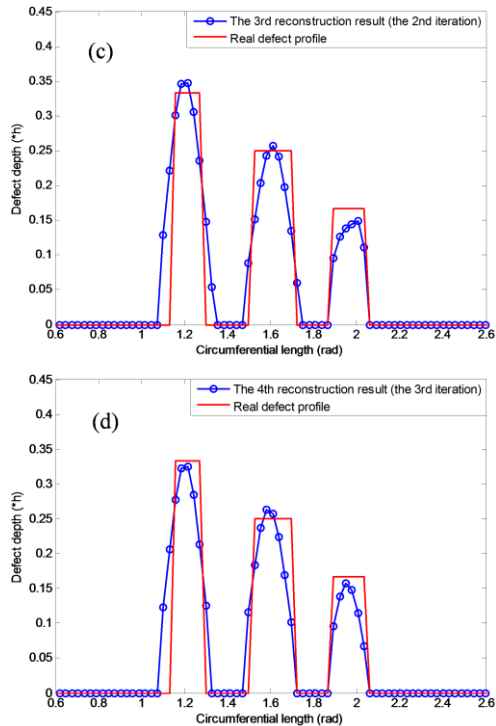 0.45
The 3rd reconstruction result (the 2nd iteration)
Real defect profile
(c)
0.4
0.35
0.3
0.25
0.2
0.15
0.1
0.05
0
Defect depth (*h)
0.6 0.8 1 1.2 1.4 1.6 1.8 2 2.2 2.4 2.6
Circumferential length (rad)
0.45
The 4th reconstruction result (the 3rd iteration)
Real defect profile
(d)
0.4
0.35
0.3
0.25
0.2
0.15
0.1
0.05
0
Defect depth (*h)
0.6 0.8 1 1.2 1.4 1.6 1.8 2 2.2 2.4 2.6
Circumferential length (rad)